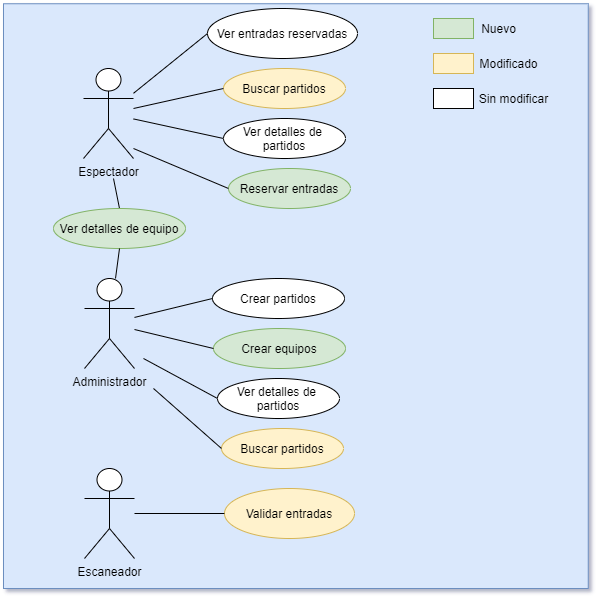 Ver entradas reservadas
Nuevo
Buscar partidos
Modificado
Ver detalles de
partidos
Sin modificar
Espectador
Reservar entradas
Ver detalles de equipo
Crear partidos
Crear equipos
Administrador
Ver detalles de
partidos
Buscar partidos
Validar entradas
Escaneador